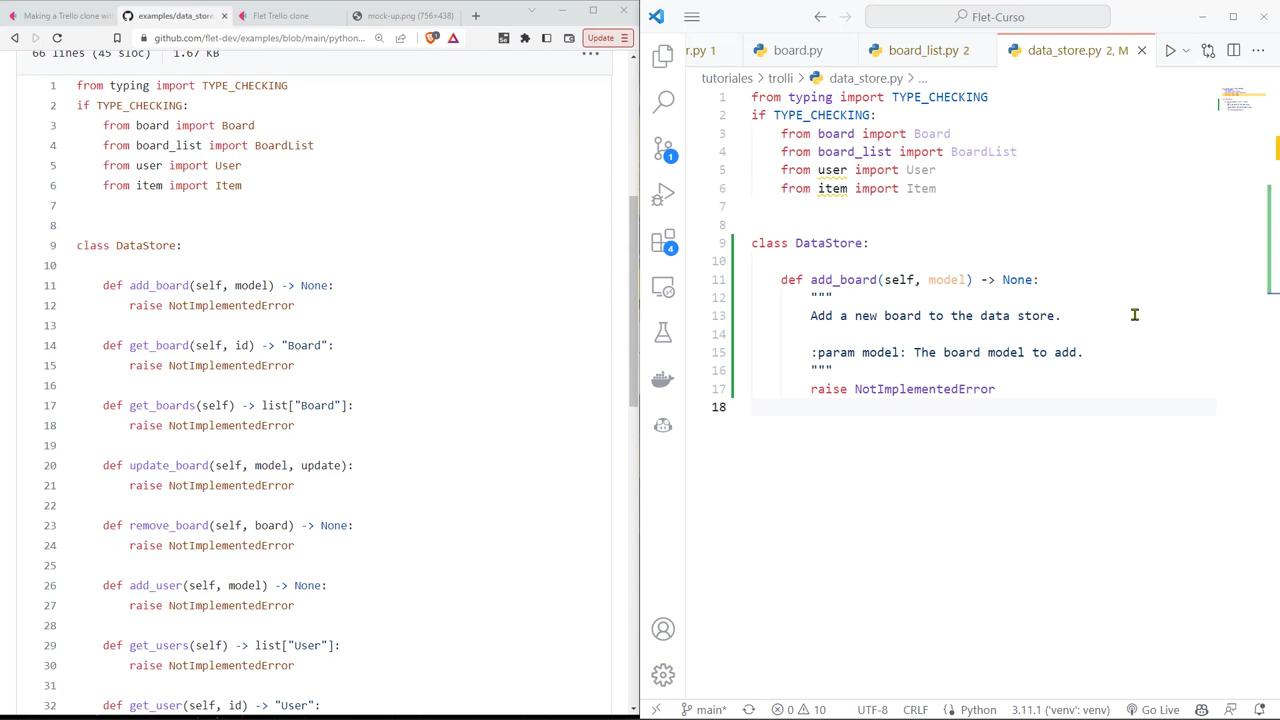 Making a Trello clone with
examples/data_store
Flet Trello clone
mock-up.png (756×438)
github.com/flet-dev/examples/blob/main/python...
Update
66 lines (45 sloc)
1.67 KB
1 from typing import TYPE_CHECKING
2 if TYPE_CHECKING:
3 from board import Board
4 from board_list import BoardList
5 from user import User
6 from item import Item
7
8
9 class DataStore:
10
11 def add_board(self, model) -> None:
12 raise NotImplementedError
13
14 def get_board(self, id) -> "Board":
15 raise NotImplementedError
16
17 def get_boards(self) -> list["Board"]:
18 raise NotImplementedError
19
20 def update_board(self, model, update):
21 raise NotImplementedError
22
23 def remove_board(self, board) -> None:
24 raise NotImplementedError
25
26 def add_user(self, model) -> None:
27 raise NotImplementedError
28
29 def get_users(self) -> list["User"]:
30 raise NotImplementedError
31
32 def get_user(self, id) -> "User":
Flet-Curso
r.py 1
board.py
board_list.py 2
data_store.py 2, M
tutoriales > trolli > data_store.py > ...
1 from typing import TYPE_CHECKING
2 if TYPE_CHECKING:
3 from board import Board
4 from board_list import BoardList
5 from user import User
6 from item import Item
7
8
9 class DataStore:
10
11 def add_board(self, model) -> None:
12 """
13 Add a new board to the data store.
14
15 :param model: The board model to add.
16 """
17 raise NotImplementedError
18
1
4
main*
0
10
UTF-8
CRLF
Python
3.11.1 ('venv': venv)
Go Live